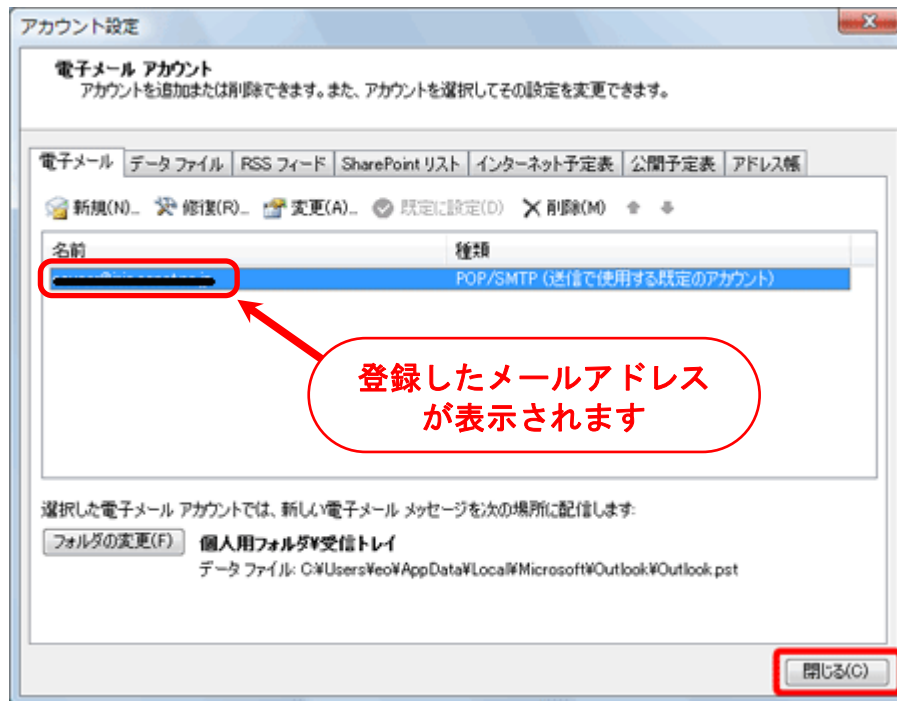 アカウント設定
電子メール アカウント
アカウントを追加または削除できます。また、アカウントを選択してその設定を変更できます。
電子メール データ ファイル RSS フィード SharePoint リスト インターネット予定表 公開予定表 アドレス帳
新規(N)... 修復(R)... 変更(A)... 既定に設定(D) 削除(M)
名前 種類
POP/SMTP (送信で使用する既定のアカウント)
登録したメールアドレス
が表示されます
選択した電子メール アカウントでは、新しい電子メール メッセージを次の場所に配信します:
フォルダの変更(F) 個人用フォルダ¥受信トレイ
データ ファイル: C:¥Users¥eo¥AppData¥Local¥Microsoft¥Outlook¥Outlook.pst
閉じる(C)